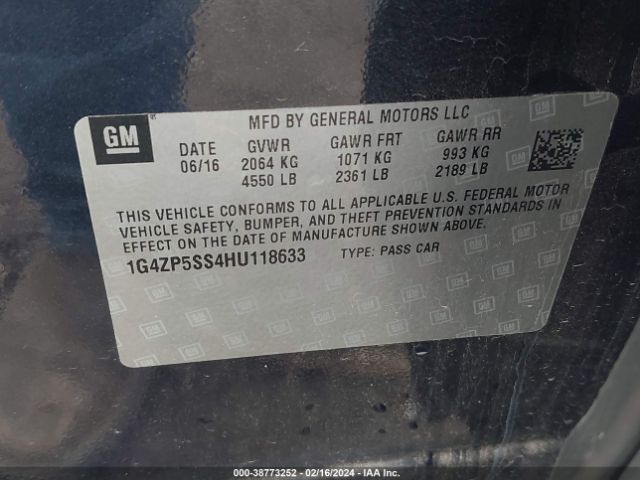 GM
MFD BY GENERAL MOTORS LLC
DATE GVWR GAWR FRT GAWR RR
06/16 2064 KG 1071 KG 993 KG
4550 LB 2361 LB 2189 LB
THIS VEHICLE CONFORMS TO ALL APPLICABLE U.S. FEDERAL MOTOR
VEHICLE SAFETY, BUMPER, AND THEFT PREVENTION STANDARDS IN
EFFECT ON THE DATE OF MANUFACTURE SHOWN ABOVE.
1G4ZP5SS4HU118633 TYPE: PASS CAR
000-38773252 - 02/16/2024 - IAA Inc.